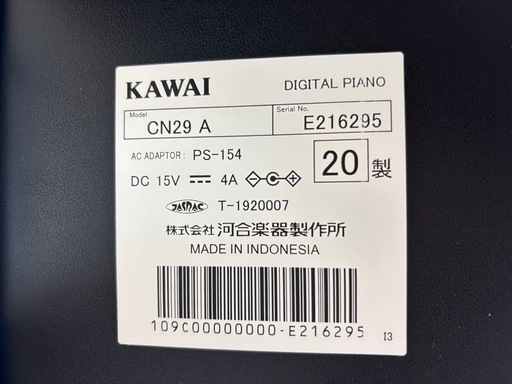 KAWAI DIGITAL PIANO
Model Serial No.
CN29 A E216295
AC ADAPTOR: PS-154
20 製
DC 15V 4A
JASRAC T-1920007
株式会社 河合楽器製作所
MADE IN INDONESIA
109C00000000-E216295
I3